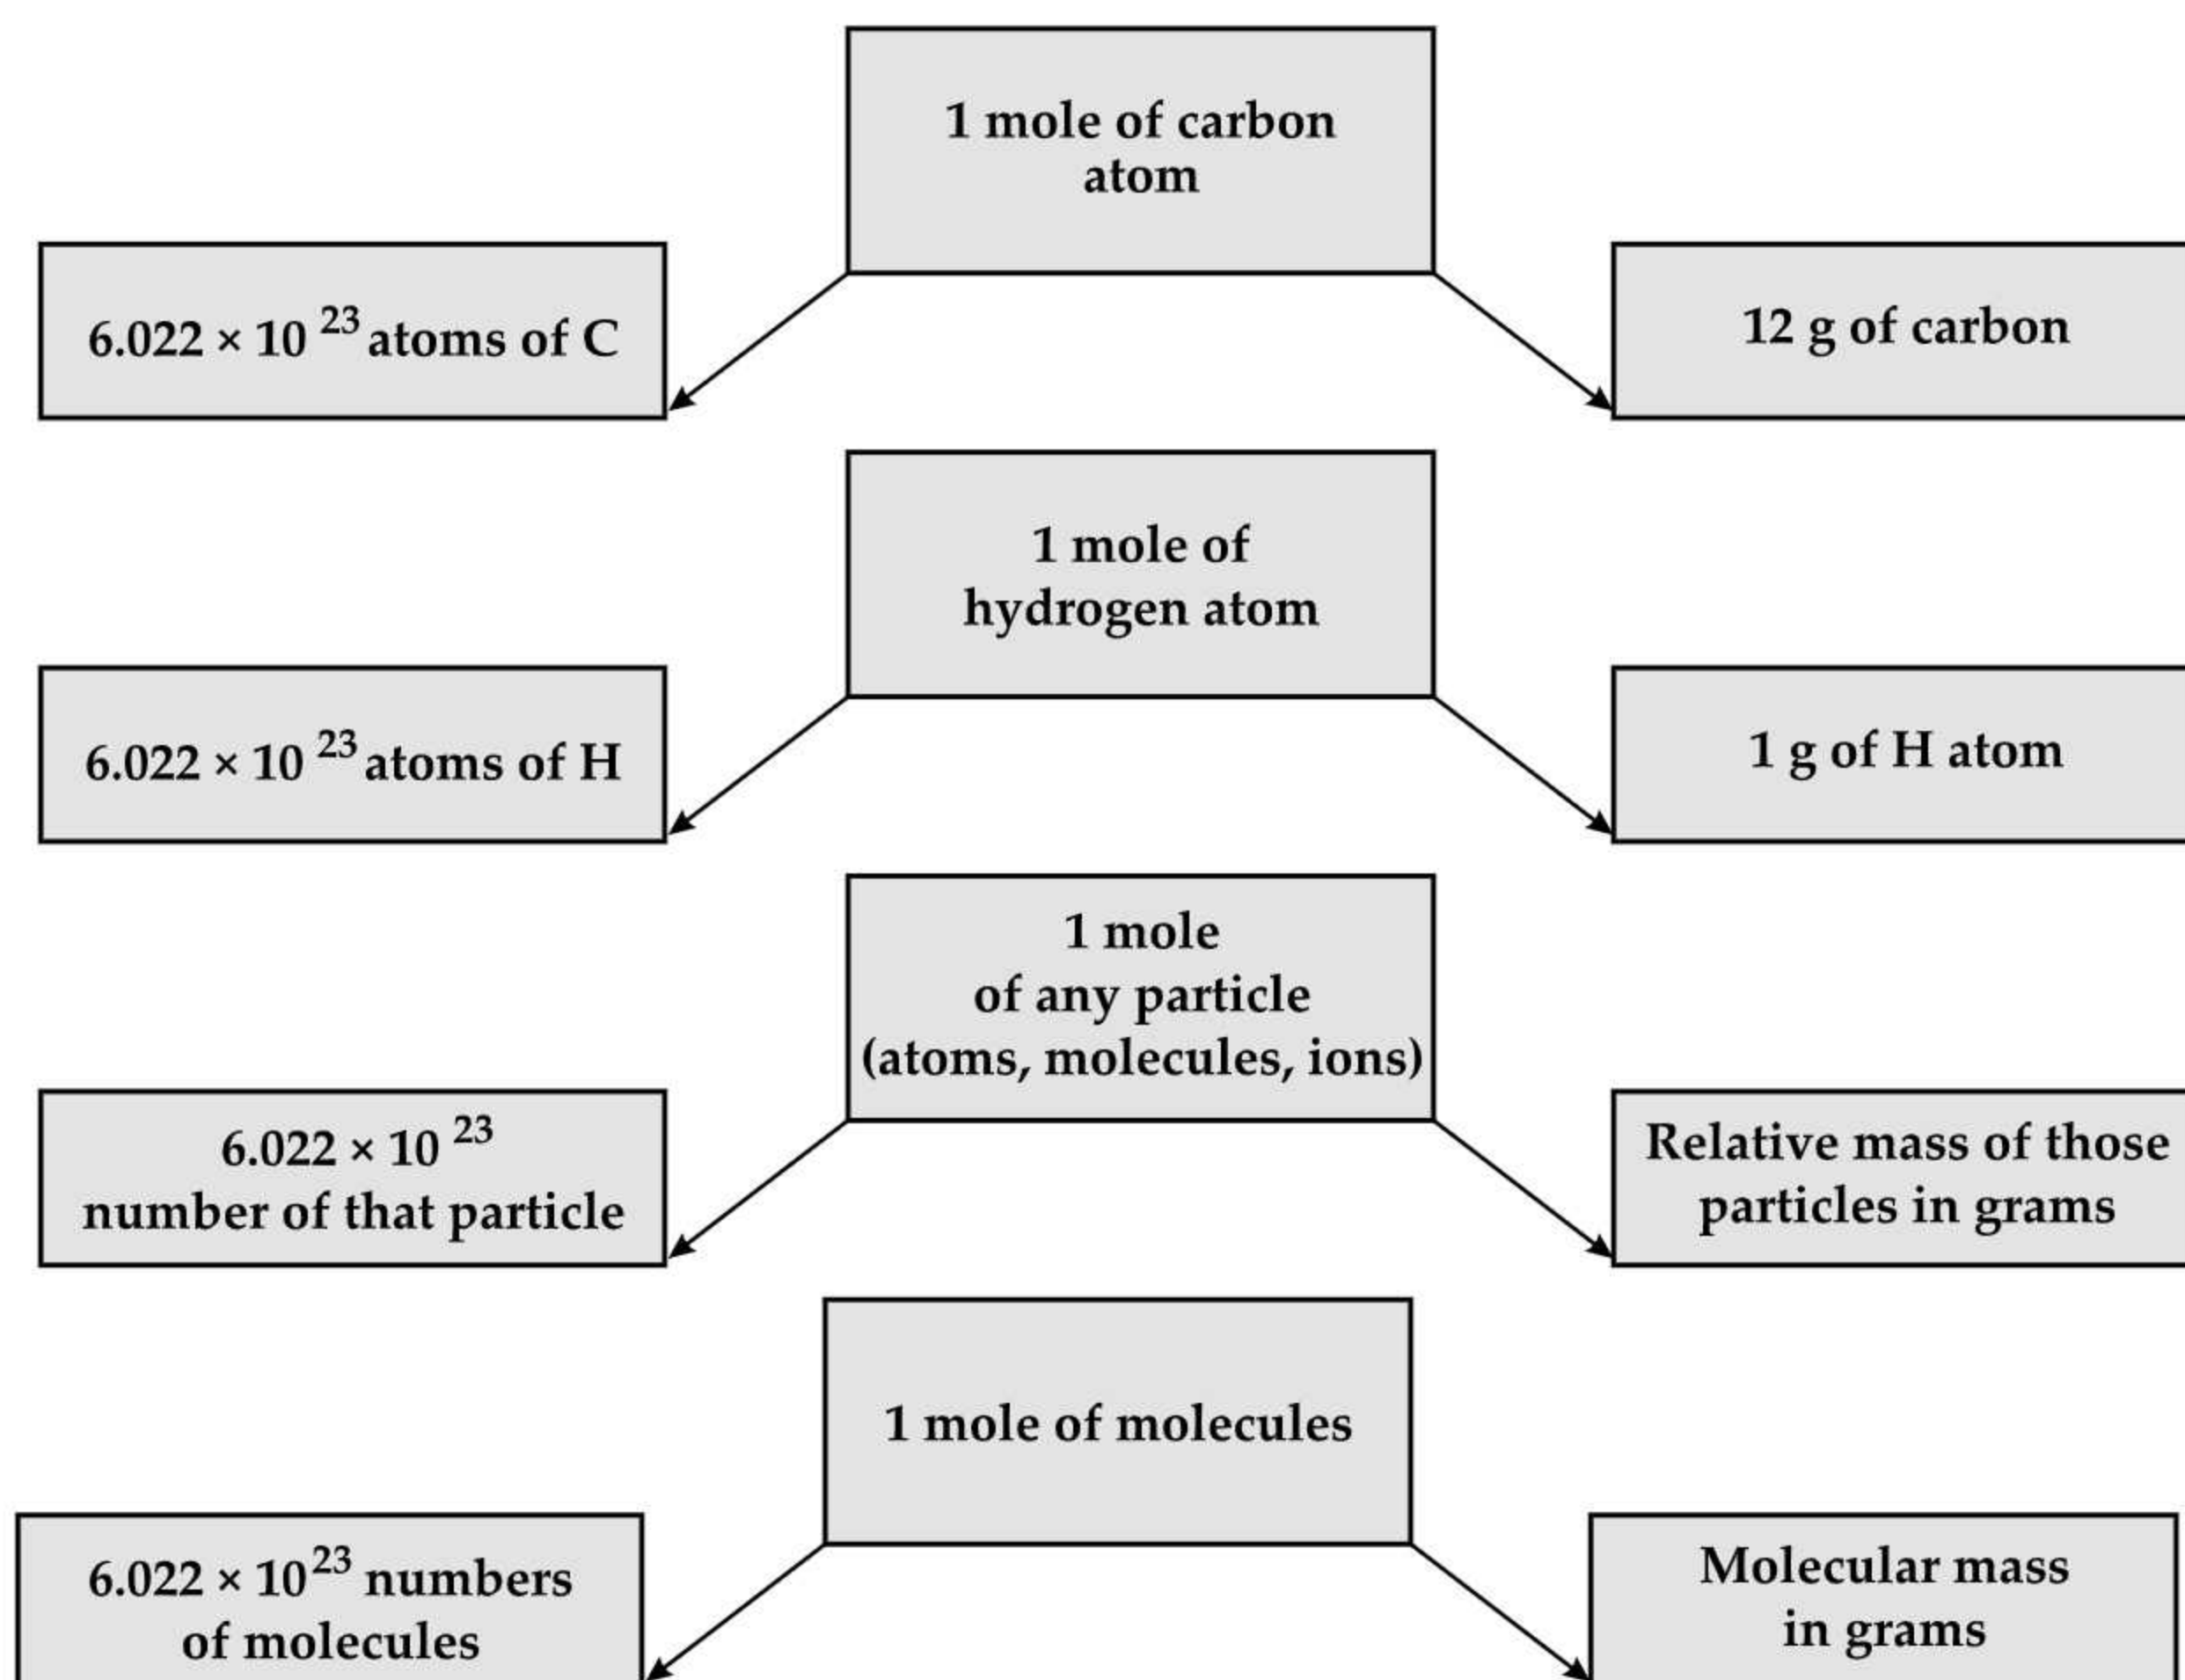 1 mole of carbon
atom
6.022 × 10 23 atoms of C
12 g of carbon
1 mole of
hydrogen atom
6.022 × 10 23 atoms of H
1 g of H atom
1 mole
of any particle
(atoms, molecules, ions)
6.022 × 10 23
number of that particle
Relative mass of those
particles in grams
1 mole of molecules
6.022 × 10 23 numbers
of molecules
Molecular mass
in grams